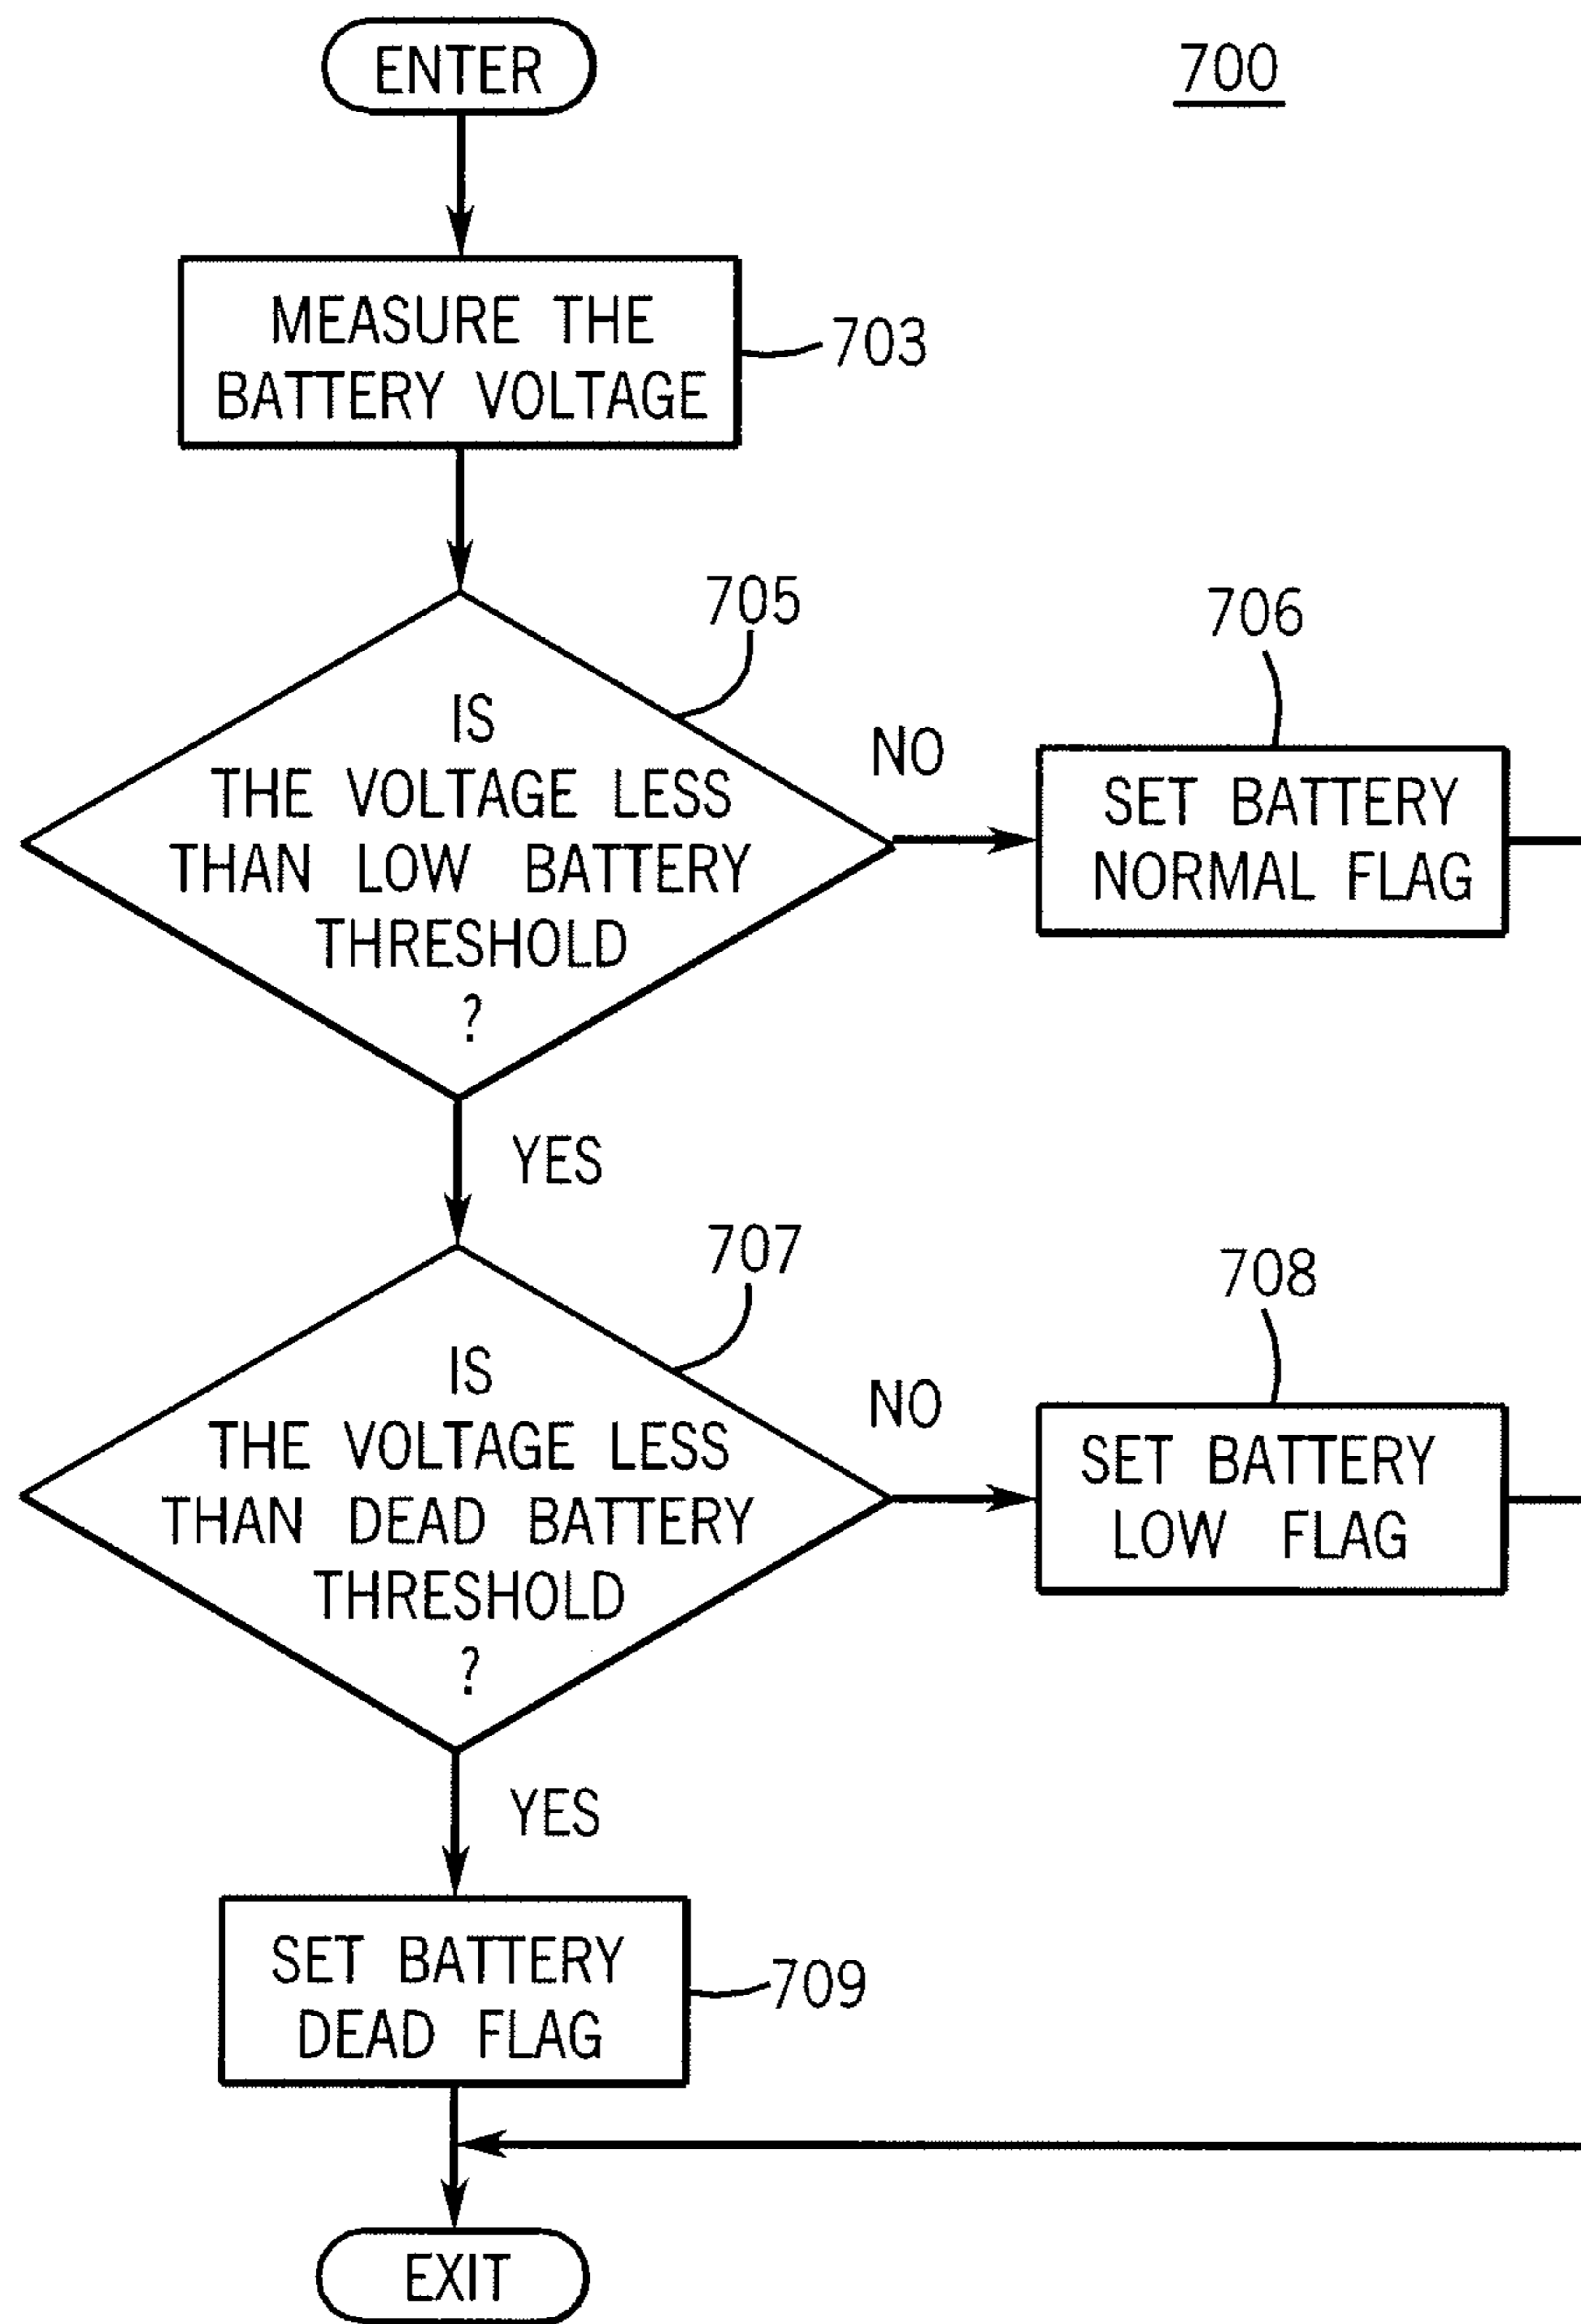 ENTER
700
MEASURE THE
BATTERY VOLTAGE
703
705
IS
THE VOLTAGE LESS
THAN LOW BATTERY
THRESHOLD
?
NO
706
SET BATTERY
NORMAL FLAG
YES
707
IS
THE VOLTAGE LESS
THAN DEAD BATTERY
THRESHOLD
?
NO
708
SET BATTERY
LOW FLAG
YES
SET BATTERY
DEAD FLAG
709
EXIT